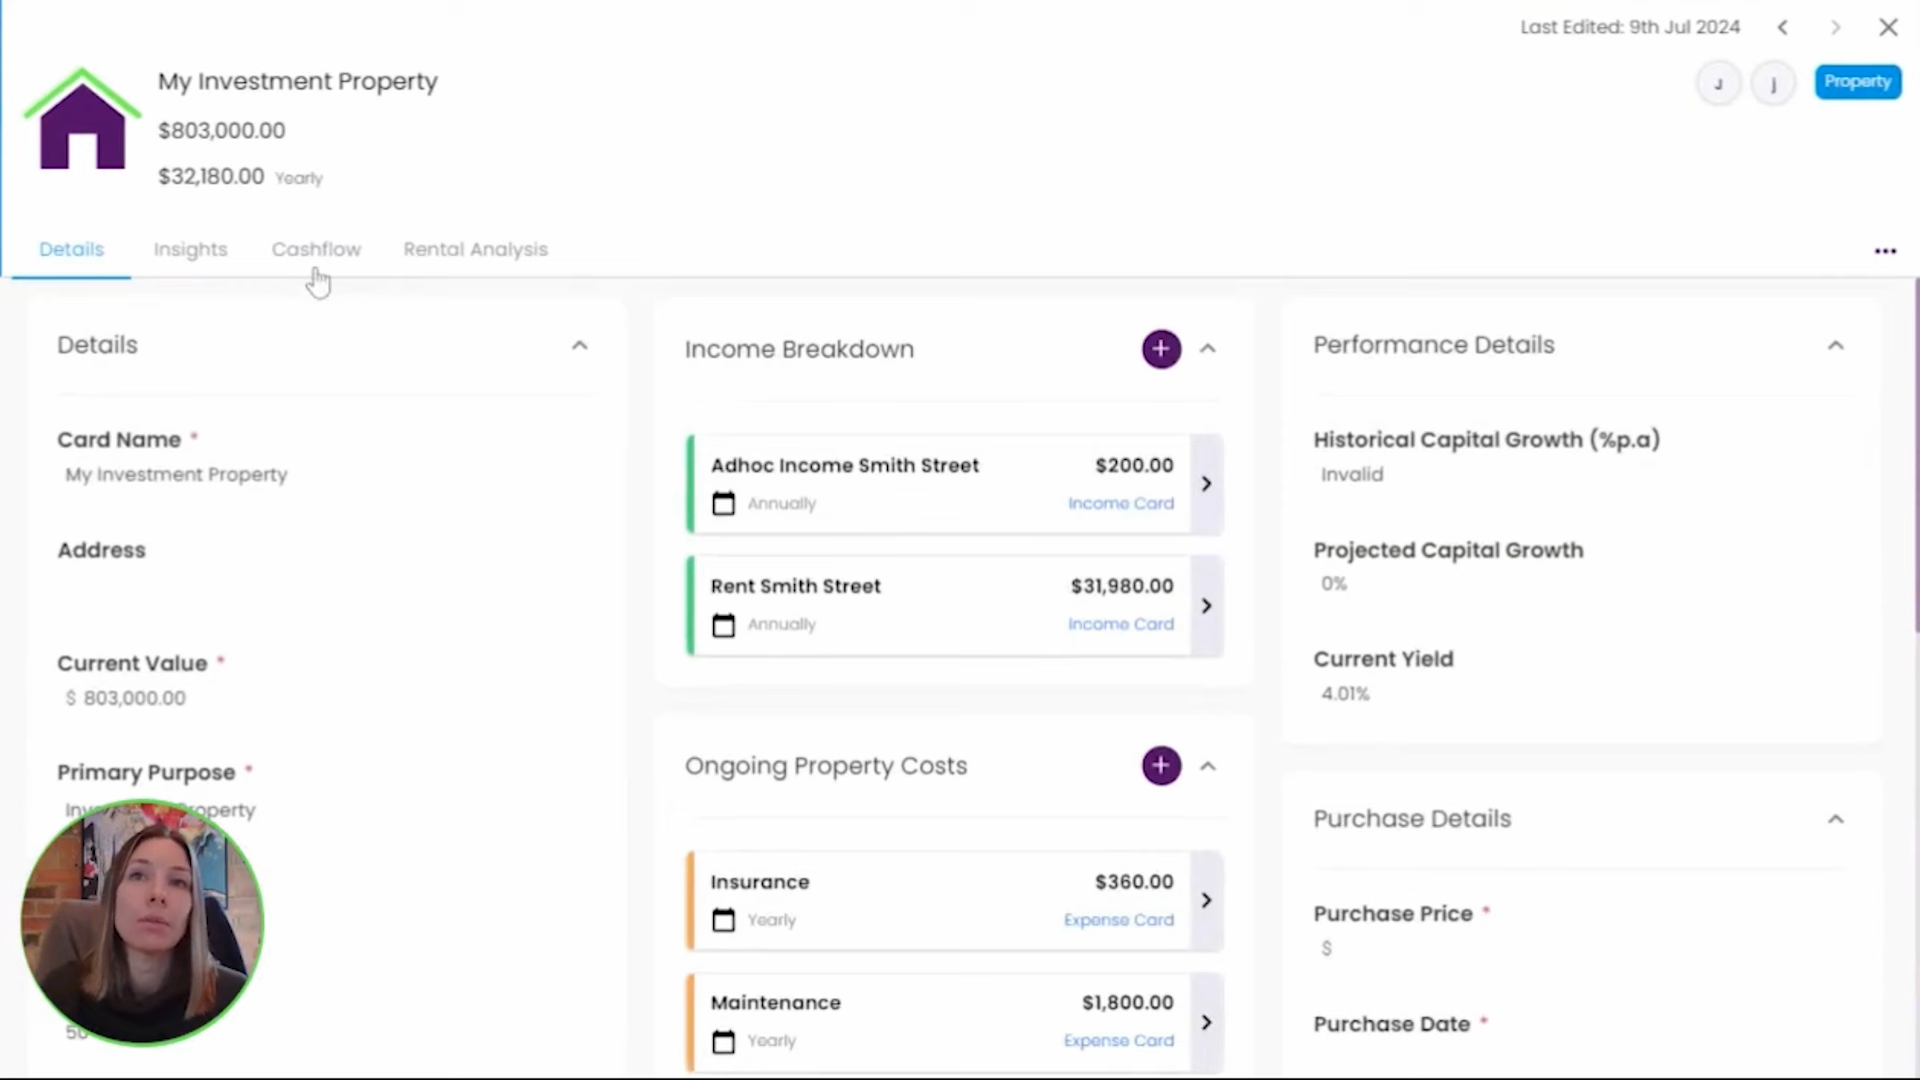 Last Edited: 9th Jul 2024
My Investment Property
$803,000.00
$32,180.00 Yearly
J
j
Property
Details
Insights
Cashflow
Rental Analysis
Details
Card Name *
My Investment Property
Address
Current Value *
$ 803,000.00
Primary Purpose *
Income Breakdown
Adhoc Income Smith Street
$200.00
Annually
Income Card
Rent Smith Street
$31,980.00
Annually
Income Card
Ongoing Property Costs
Insurance
$360.00
Yearly
Expense Card
Maintenance
$1,800.00
Yearly
Expense Card
Performance Details
Historical Capital Growth (%p.a)
Invalid
Projected Capital Growth
0%
Current Yield
4.01%
Purchase Details
Purchase Price *
$
Purchase Date *